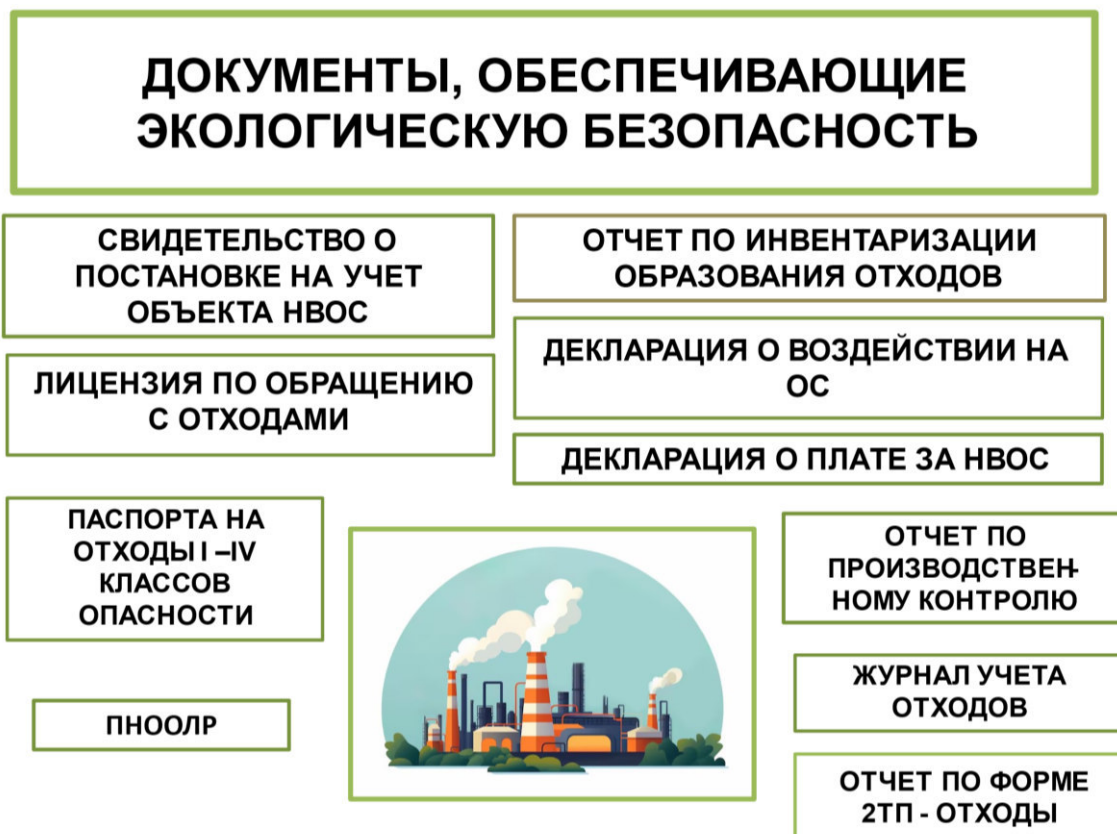 ДОКУМЕНТЫ, ОБЕСПЕЧИВАЮЩИЕ
ЭКОЛОГИЧЕСКУЮ БЕЗОПАСНОСТЬ
СВИДЕТЕЛЬСТВО О
ПОСТАНОВКЕ НА УЧЕТ
ОБЪЕКТА НВОС
ЛИЦЕНЗИЯ ПО ОБРАЩЕНИЮ
С ОТХОДАМИ
ОТЧЕТ ПО ИНВЕНТАРИЗАЦИИ
ОБРАЗОВАНИЯ ОТХОДОВ
ДЕКЛАРАЦИЯ О ВОЗДЕЙСТВИИ НА
ОС
ДЕКЛАРАЦИЯ О ПЛАТЕ ЗА НВОС
ПАСПОРТА НА
ОТХОДЫ I –IV
КЛАССОВ
ОПАСНОСТИ
ПНООЛР
ОТЧЕТ ПО
ПРОИЗВОДСТВЕН-
НОМУ КОНТРОЛЮ
ЖУРНАЛ УЧЕТА
ОТХОДОВ
ОТЧЕТ ПО ФОРМЕ
2ТП - ОТХОДЫ